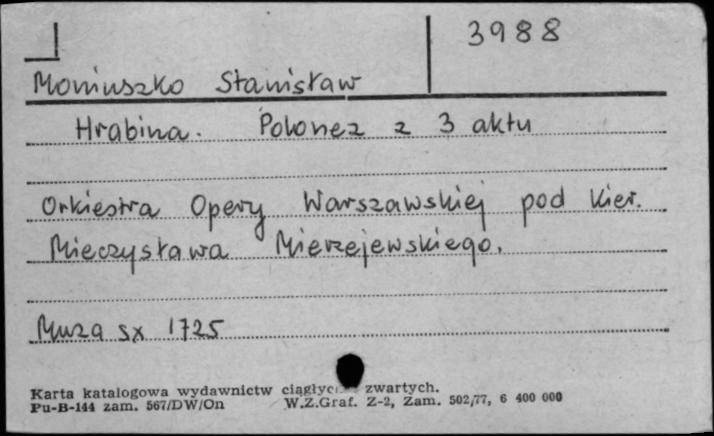 3988
Moniuszko Stanisław
Hrabina. Polonez z 3 aktu
Orkiestra Opery Warszawskiej pod kier.
Mieczysława Mierzejewskiego.
Muza sx 1725
Karta katalogowa wydawnictw zwartych.
Pu-B-144 zam. 567/DW/On W.Z.Graf. Z-2, Zam. 502/77, 6 400 000